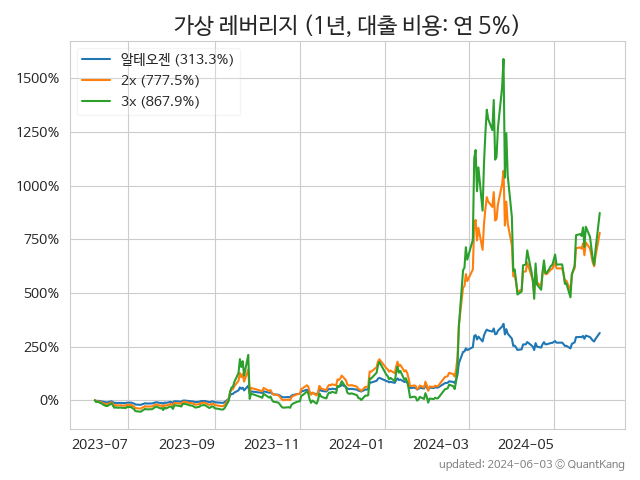 가상 레버리지 (1년, 대출 비용: 연 5%)
알테오젠 (313.3%)
2x (777.5%)
3x (867.9%)
1500%
1250%
1000%
750%
500%
250%
0%
2023-07 2023-09 2023-11 2024-01 2024-03 2024-05
updated: 2024-06-03 © QuantKang